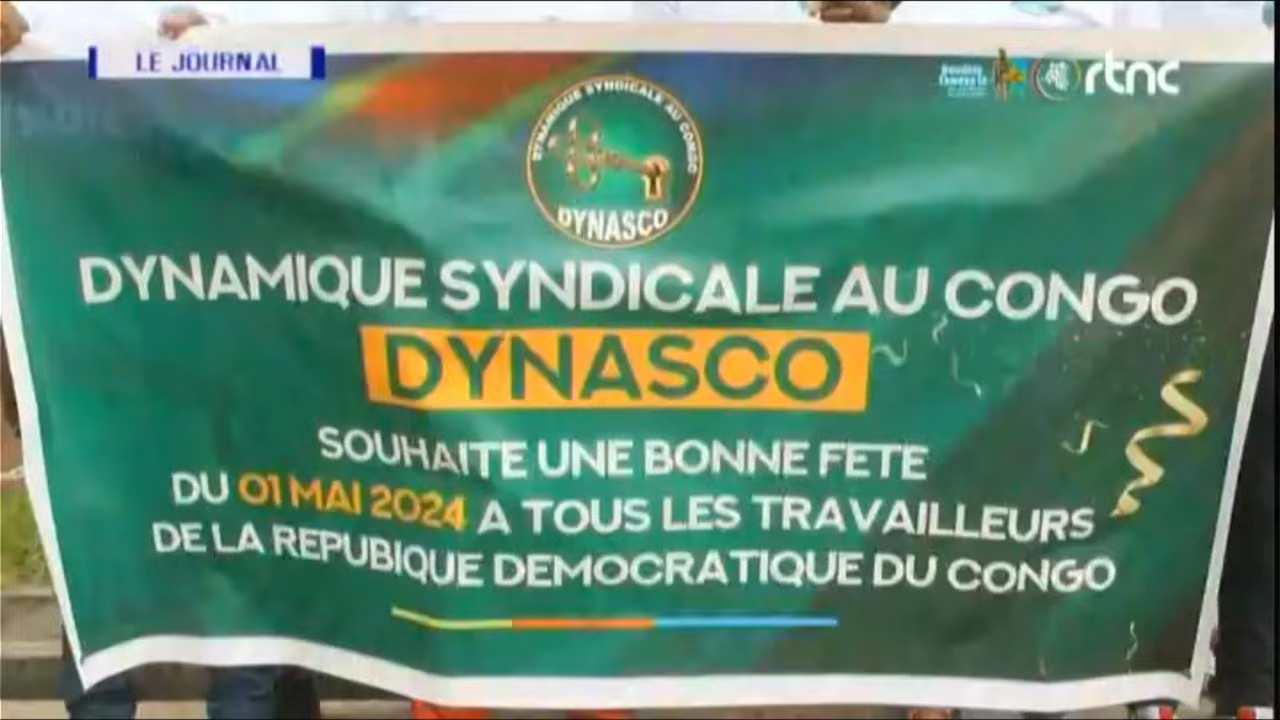 LE JOURNAL
rtnc
DYNAMIQUE SYNDICALE AU CONGO
DYNASCO
DYNAMIQUE SYNDICALE AU CONGO
DYNASCO
SOUHAITE UNE BONNE FETE
DU 01 MAI 2024 A TOUS LES TRAVAILLEURS
DE LA REPUBIQUE DEMOCRATIQUE DU CONGO